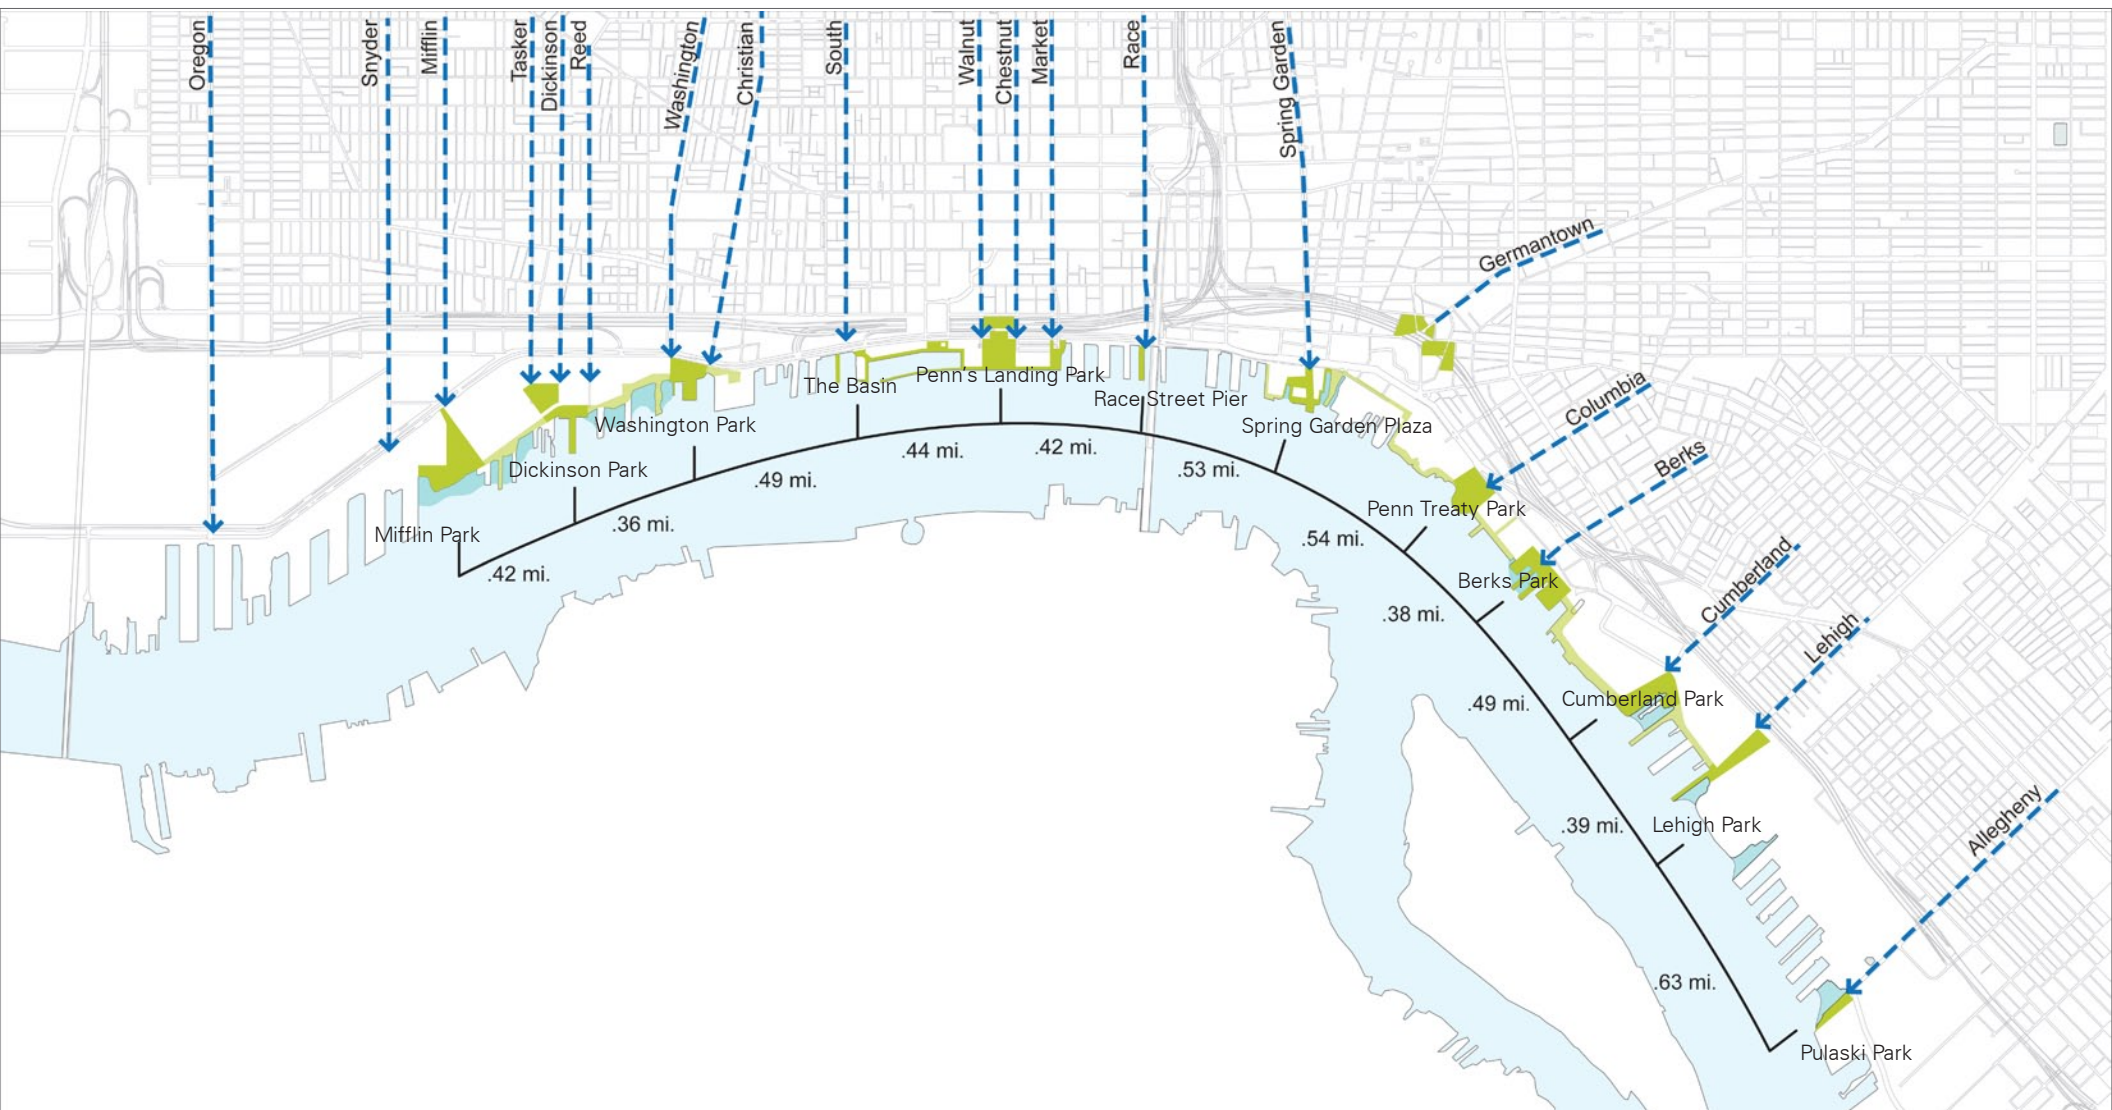 Oregon
Snyder
Mifflin
Tasker
Dickinson
Reed
Washington
Christian
South
Walnut
Chestnut
Market
Race
Spring Garden
Germantown
Columbia
Berks
Cumberland
Lehigh
Allegheny
Mifflin Park
Dickinson Park
Washington Park
The Basin
Penn's Landing Park
Race Street Pier
Spring Garden Plaza
Penn Treaty Park
Berks Park
Cumberland Park
Lehigh Park
Pulaski Park
.42 mi.
.36 mi.
.49 mi.
.44 mi.
.42 mi.
.53 mi.
.54 mi.
.38 mi.
.49 mi.
.39 mi.
.63 mi.